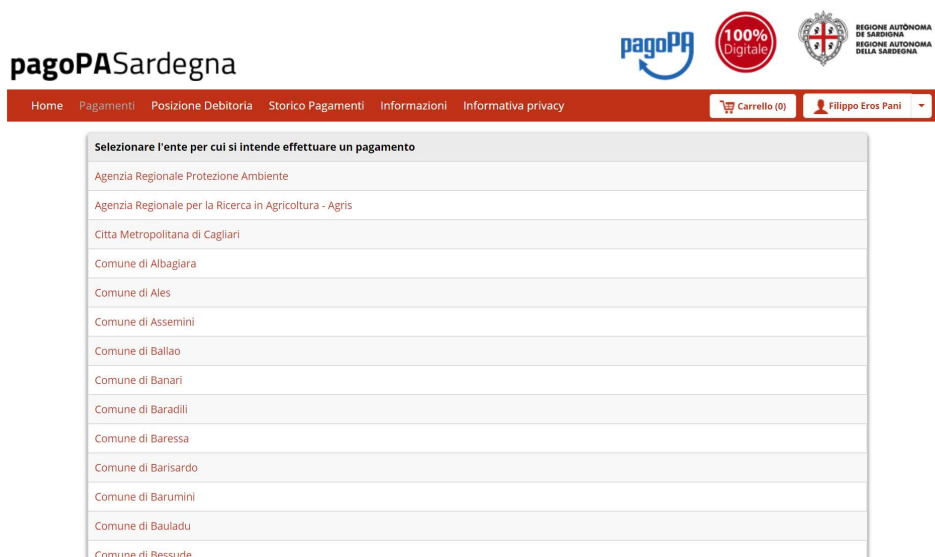 pagoPASardegna
pagoPA
100%
Digitale
REGIONE AUTÒNOMA
DE SARDIGNA
REGIONE AUTONOMA
DELLA SARDEGNA
Home Pagamenti Posizione Debitoria Storico Pagamenti Informazioni Informativa privacy Carrello (0) Filippo Eros Pani
Selezionare l'ente per cui si intende effettuare un pagamento
Agenzia Regionale Protezione Ambiente
Agenzia Regionale per la Ricerca in Agricoltura - Agris
Citta Metropolitana di Cagliari
Comune di Albagiara
Comune di Ales
Comune di Assemini
Comune di Ballao
Comune di Banari
Comune di Baradili
Comune di Baressa
Comune di Barisardo
Comune di Barumini
Comune di Bauladu
Comune di Bessude